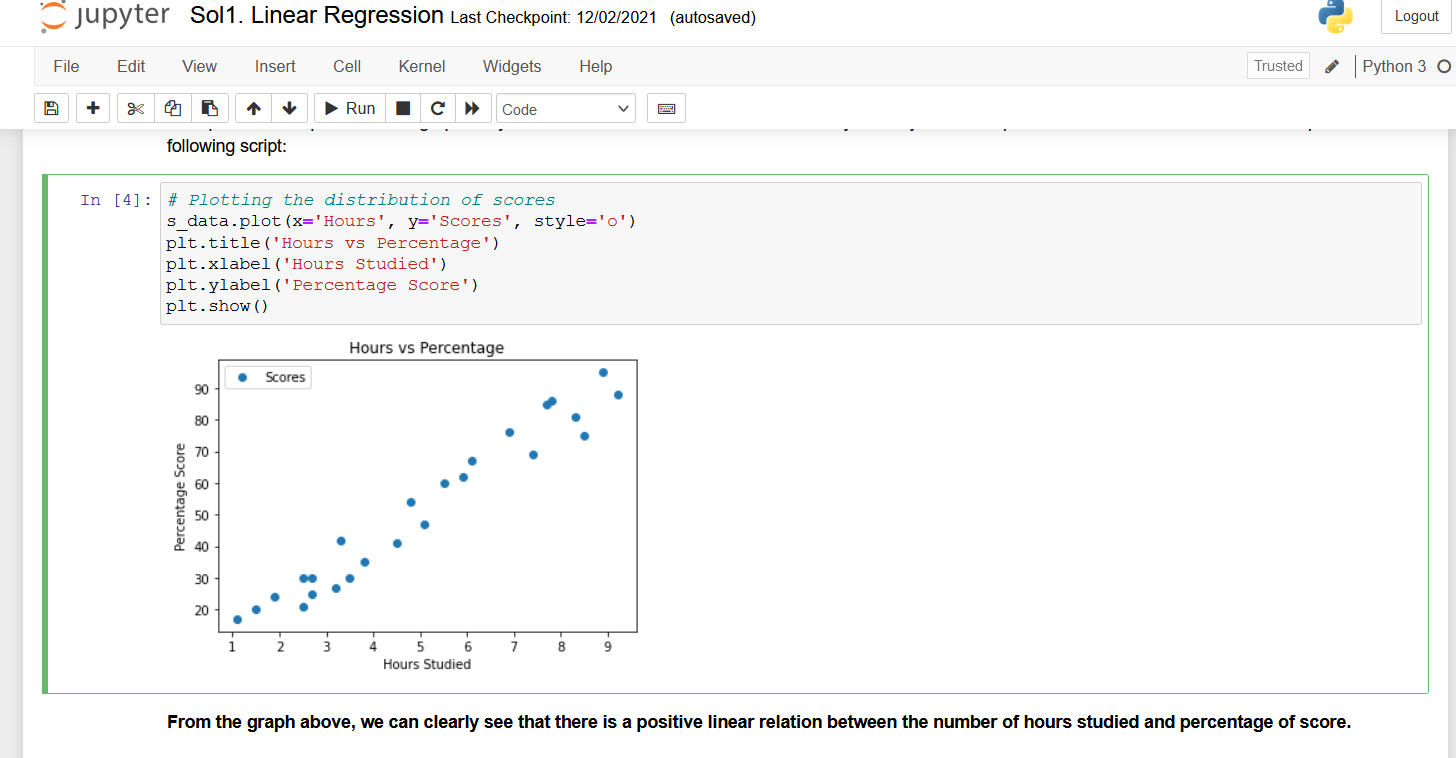 jupyter Sol1. Linear Regression Last Checkpoint: 12/02/2021 (autosaved)
Logout
File Edit View Insert Cell Kernel Widgets Help
Trusted
Python 3
Run
Code
following script:
In [4]: # Plotting the distribution of scores
s_data.plot(x='Hours', y='Scores', style='o')
plt.title('Hours vs Percentage')
plt.xlabel('Hours Studied')
plt.ylabel('Percentage Score')
plt.show()
Hours vs Percentage
Scores
Percentage Score
90
80
70
60
50
40
30
20
1 2 3 4 5 6 7 8 9
Hours Studied
From the graph above, we can clearly see that there is a positive linear relation between the number of hours studied and percentage of score.